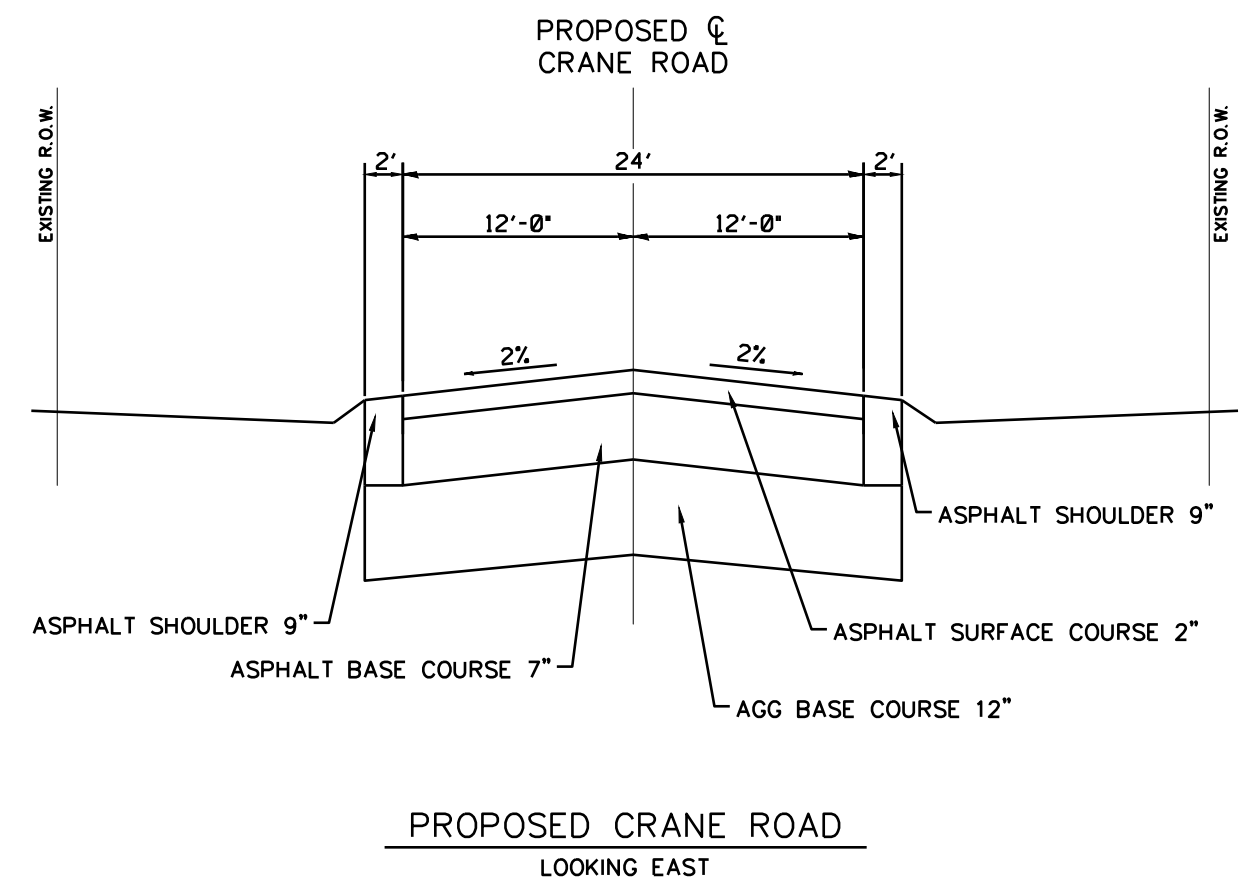 PROPOSED ℄
CRANE ROAD
EXISTING R.O.W.
EXISTING R.O.W.
2'
24'
2'
12'-0"
12'-0"
2%
2%
ASPHALT SHOULDER 9"
ASPHALT SHOULDER 9"
ASPHALT SURFACE COURSE 2"
ASPHALT BASE COURSE 7"
AGG BASE COURSE 12"
PROPOSED CRANE ROAD
LOOKING EAST